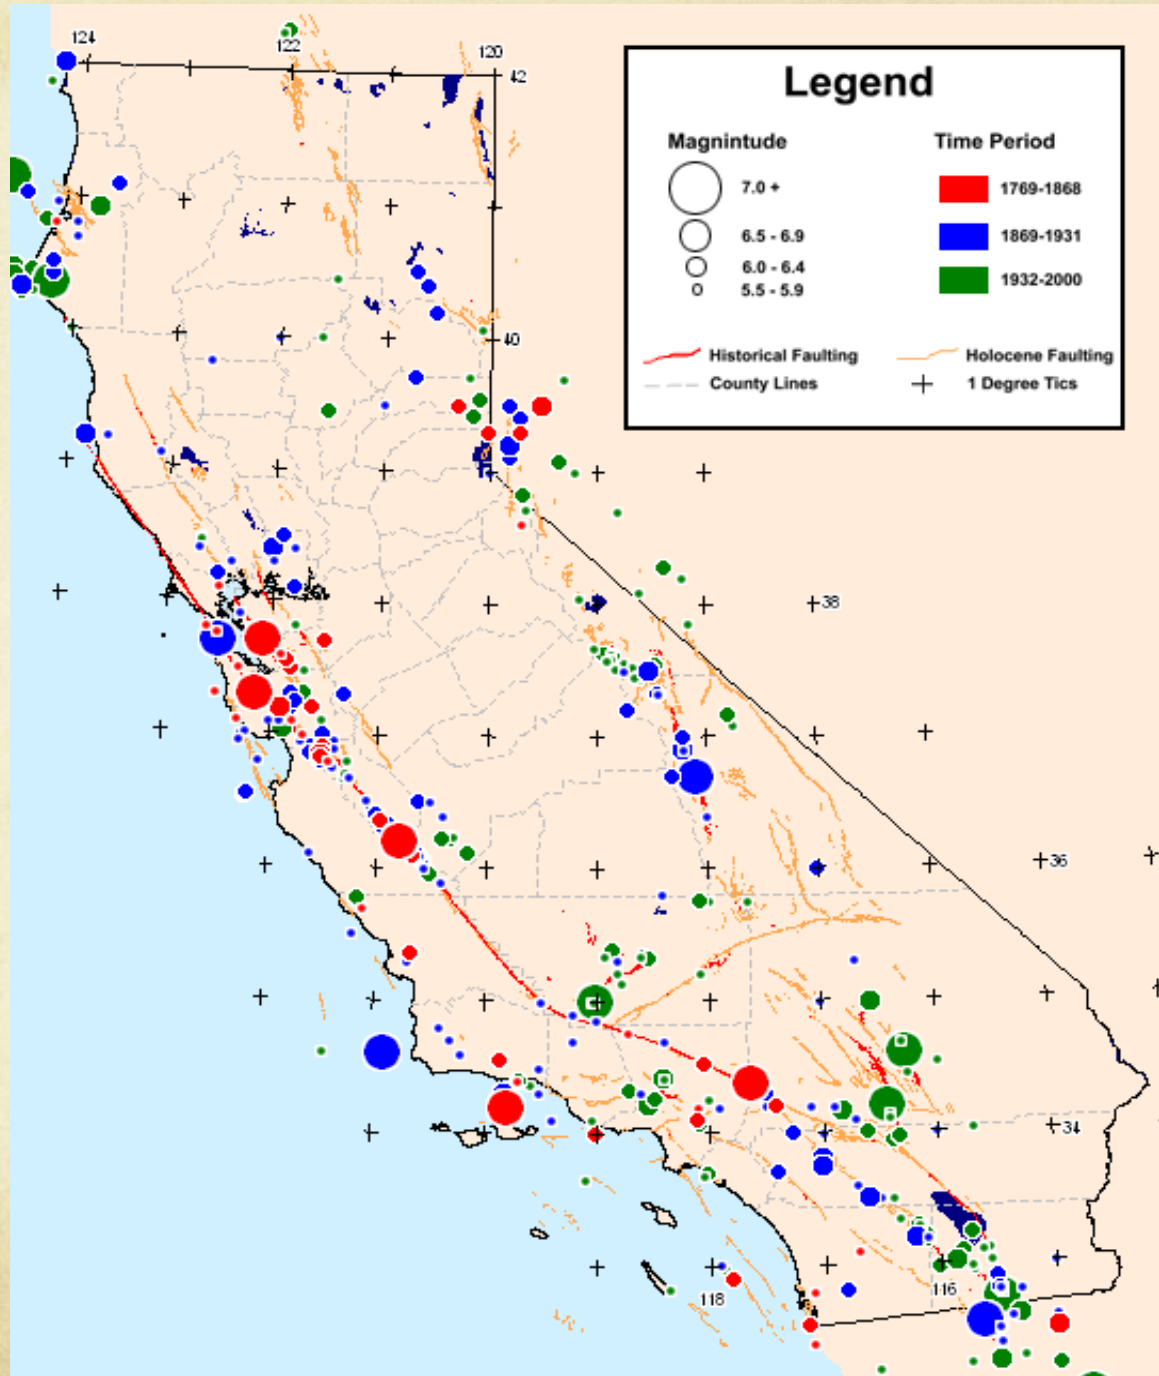 124
122
120
42
Legend
Magnintude
Time Period
7.0 +
1769-1868
6.5 - 6.9
1869-1931
6.0 - 6.4
5.5 - 5.9
1932-2000
Historical Faulting
Holocene Faulting
County Lines
1 Degree Tics
40
38
36
34
118
116